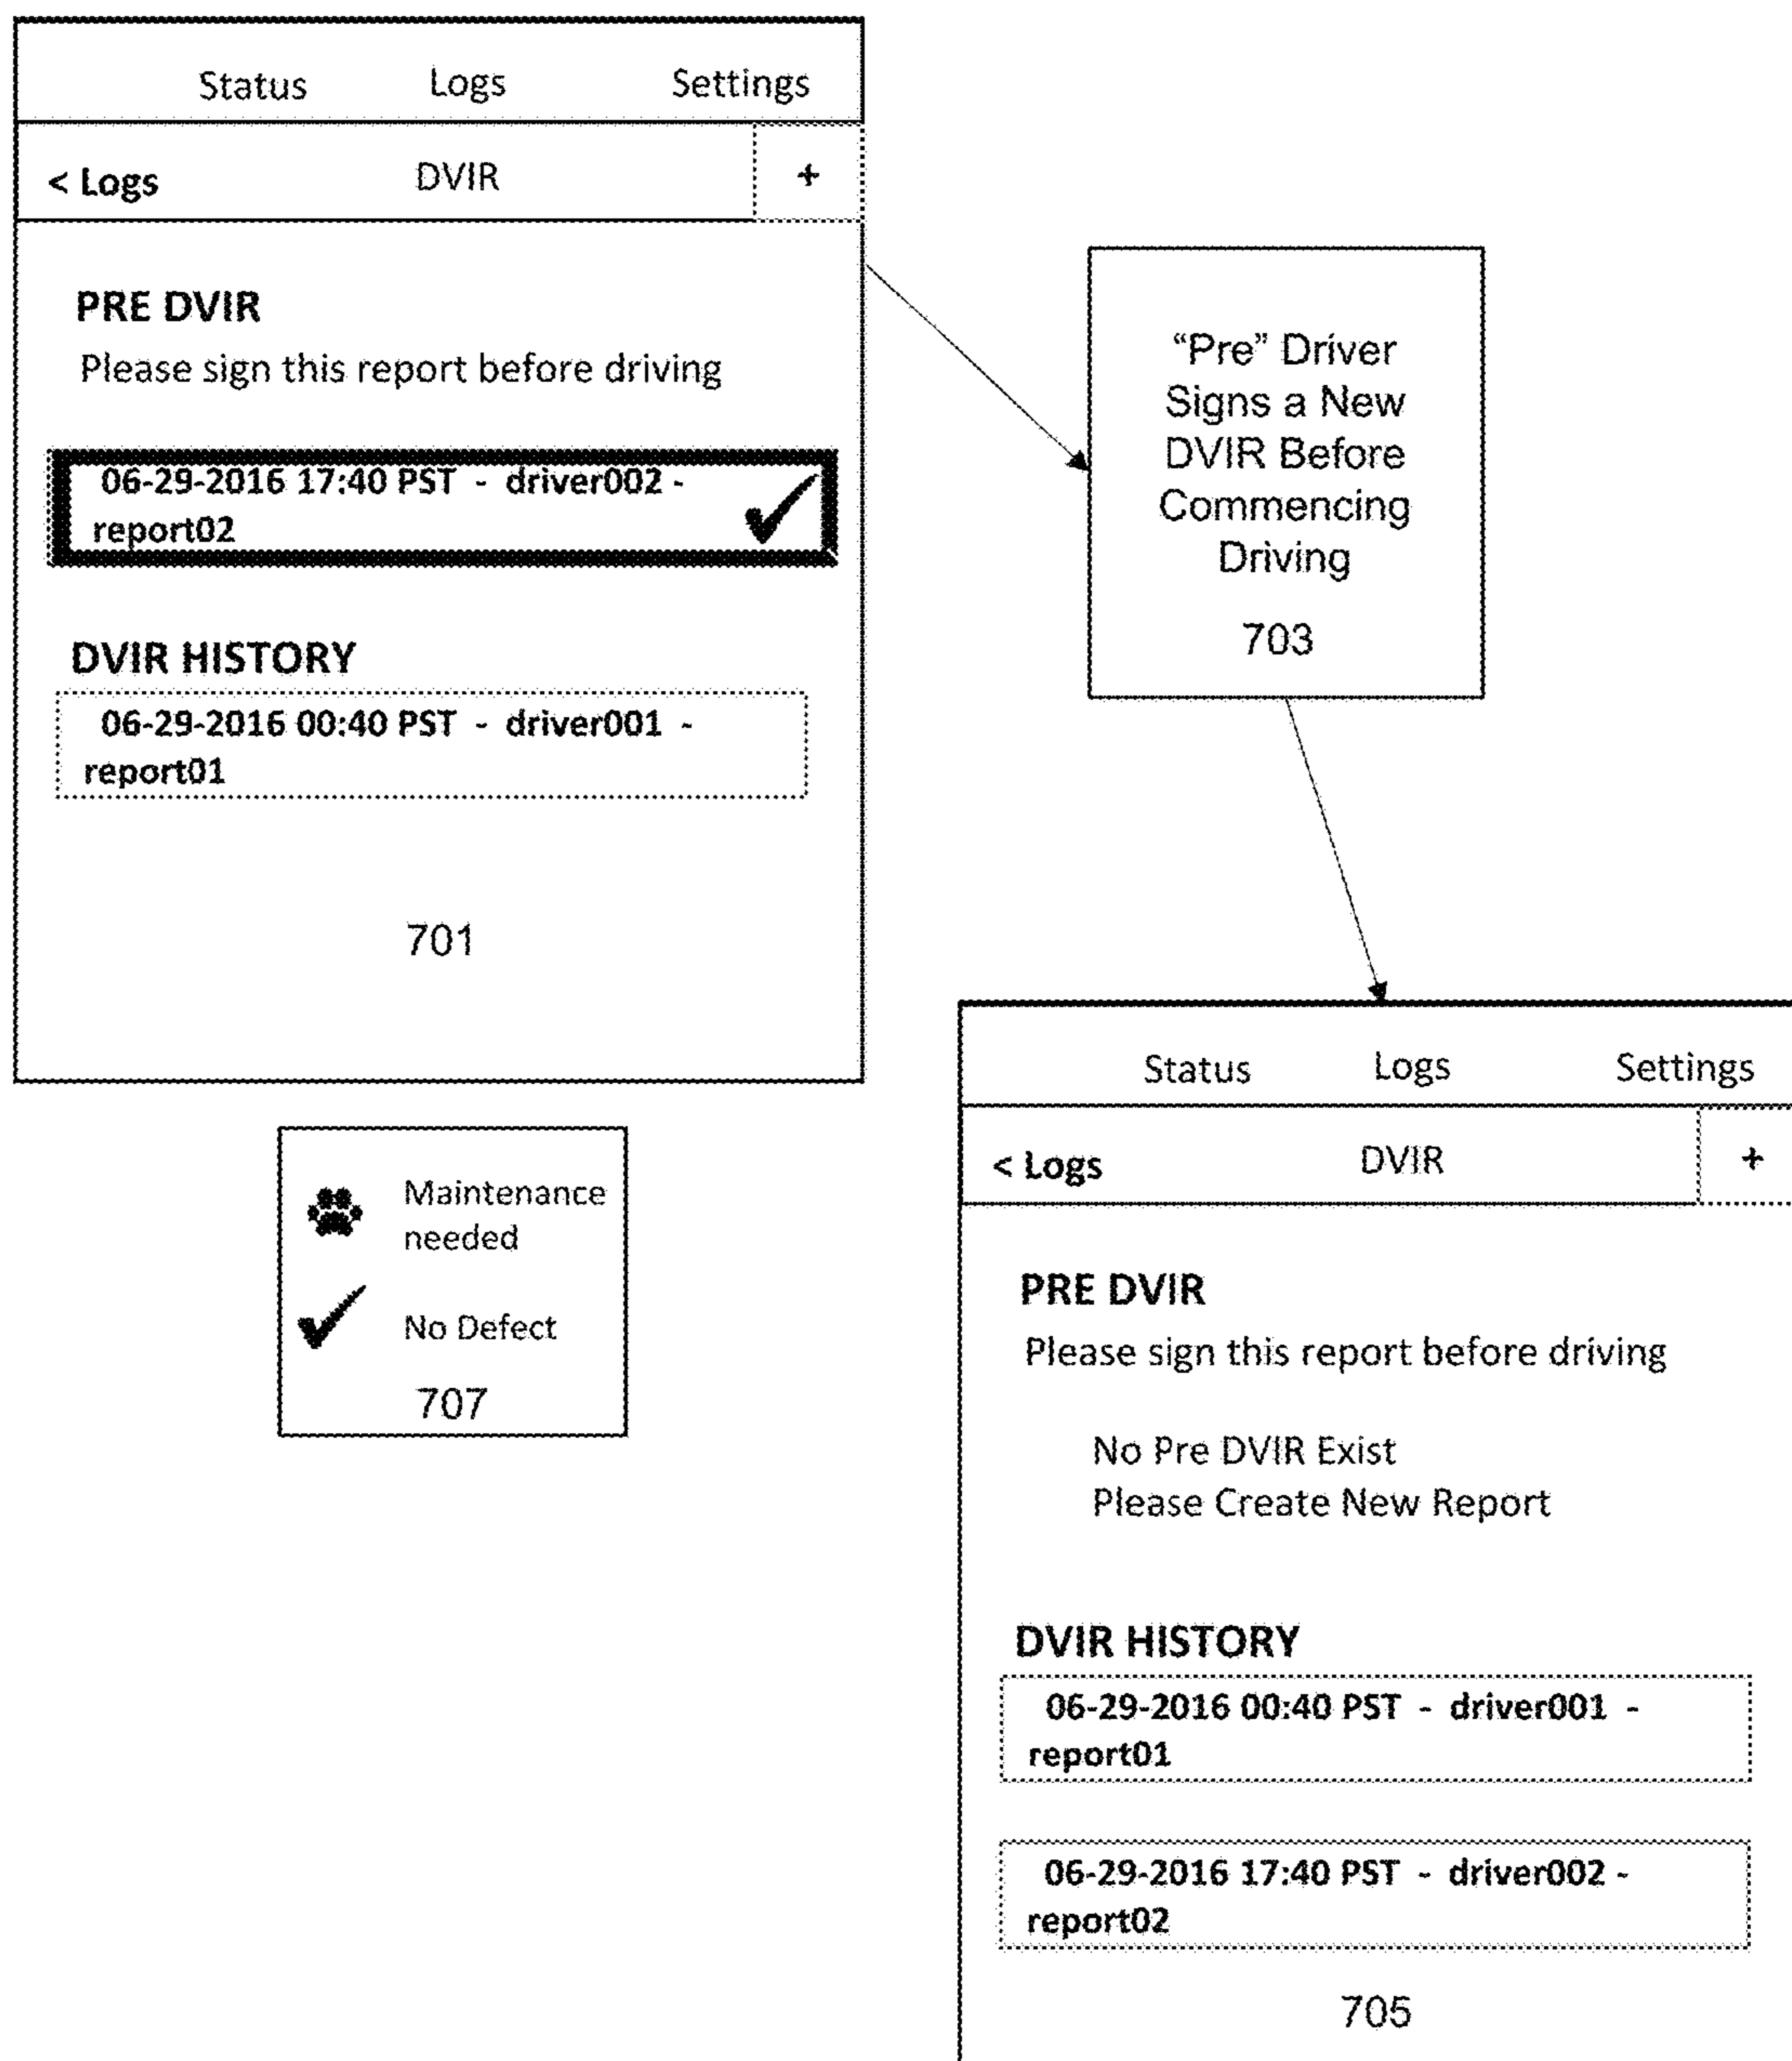 Status Logs Settings
< Logs DVIR +
PRE DVIR
Please sign this report before driving
06-29-2016 17:40 PST - driver002 -
report02
DVIR HISTORY
06-29-2016 00:40 PST - driver001 -
report01
701
"Pre" Driver
Signs a New
DVIR Before
Commencing
Driving
703
Maintenance
needed
No Defect
707
Status Logs Settings
< Logs DVIR +
PRE DVIR
Please sign this report before driving
No Pre DVIR Exist
Please Create New Report
DVIR HISTORY
06-29-2016 00:40 PST - driver001 -
report01
06-29-2016 17:40 PST - driver002 -
report02
705